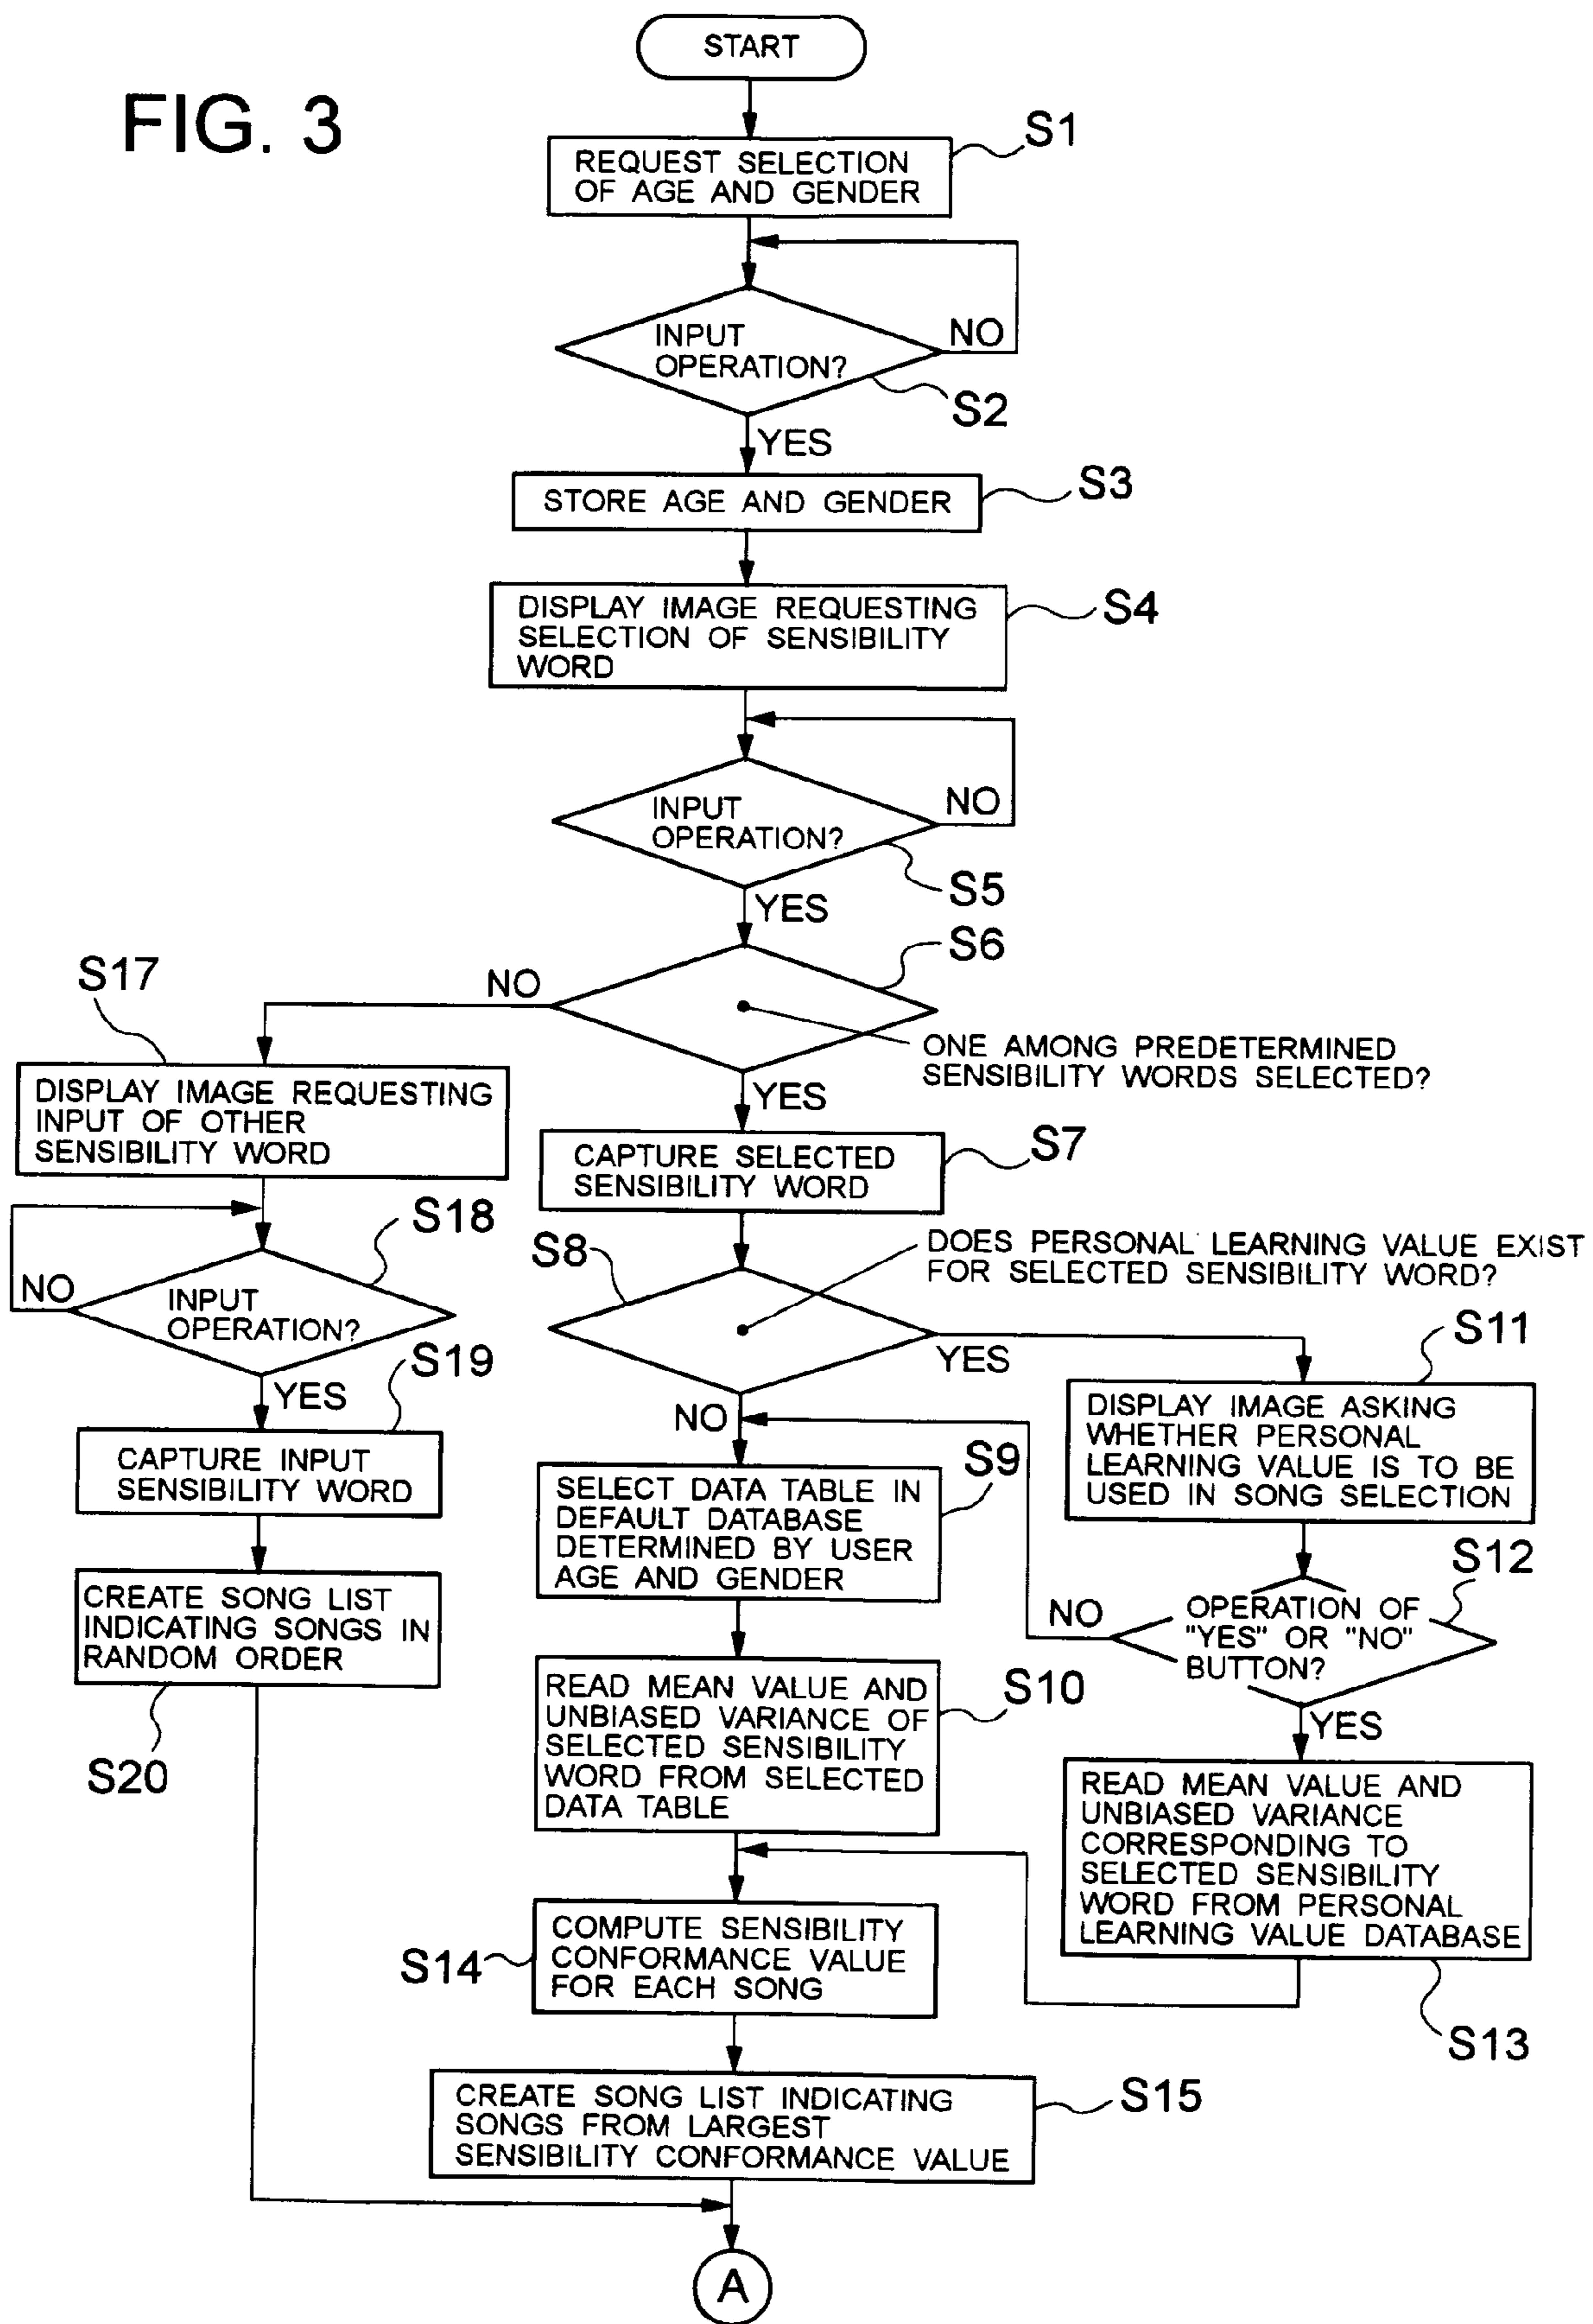 START
FIG. 3
S1
REQUEST SELECTION
OF AGE AND GENDER
INPUT
OPERATION?
NO
S2
YES
STORE AGE AND GENDER
S3
DISPLAY IMAGE REQUESTING
SELECTION OF SENSIBILITY
WORD
S4
INPUT
OPERATION?
NO
S5
YES
S6
NO
ONE AMONG PREDETERMINED
SENSIBILITY WORDS SELECTED?
YES
S17
DISPLAY IMAGE REQUESTING
INPUT OF OTHER
SENSIBILITY WORD
S18
NO
INPUT
OPERATION?
YES
S19
CAPTURE INPUT
SENSIBILITY WORD
CREATE SONG LIST
INDICATING SONGS IN
RANDOM ORDER
S20
CAPTURE SELECTED
SENSIBILITY WORD
S7
S8
DOES PERSONAL LEARNING VALUE EXIST
FOR SELECTED SENSIBILITY WORD?
YES
NO
S9
SELECT DATA TABLE IN
DEFAULT DATABASE
DETERMINED BY USER
AGE AND GENDER
S10
READ MEAN VALUE AND
UNBIASED VARIANCE OF
SELECTED SENSIBILITY
WORD FROM SELECTED
DATA TABLE
S11
DISPLAY IMAGE ASKING
WHETHER PERSONAL
LEARNING VALUE IS TO BE
USED IN SONG SELECTION
S12
NO
OPERATION OF
"YES" OR "NO"
BUTTON?
YES
READ MEAN VALUE AND
UNBIASED VARIANCE
CORRESPONDING TO
SELECTED SENSIBILITY
WORD FROM PERSONAL
LEARNING VALUE DATABASE
S13
S14
COMPUTE SENSIBILITY
CONFORMANCE VALUE
FOR EACH SONG
CREATE SONG LIST INDICATING
SONGS FROM LARGEST
SENSIBILITY CONFORMANCE VALUE
S15
A